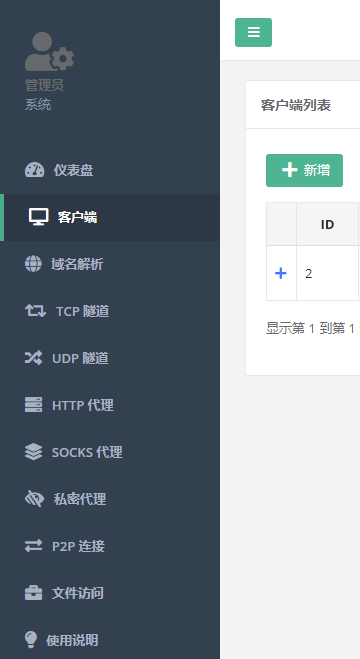 管理员
系统
仪表盘
客户端
域名解析
TCP 隧道
UDP 隧道
HTTP 代理
SOCKS 代理
私密代理
P2P 连接
文件访问
使用说明
客户端列表
新增
ID
2
显示第 1 到第 1